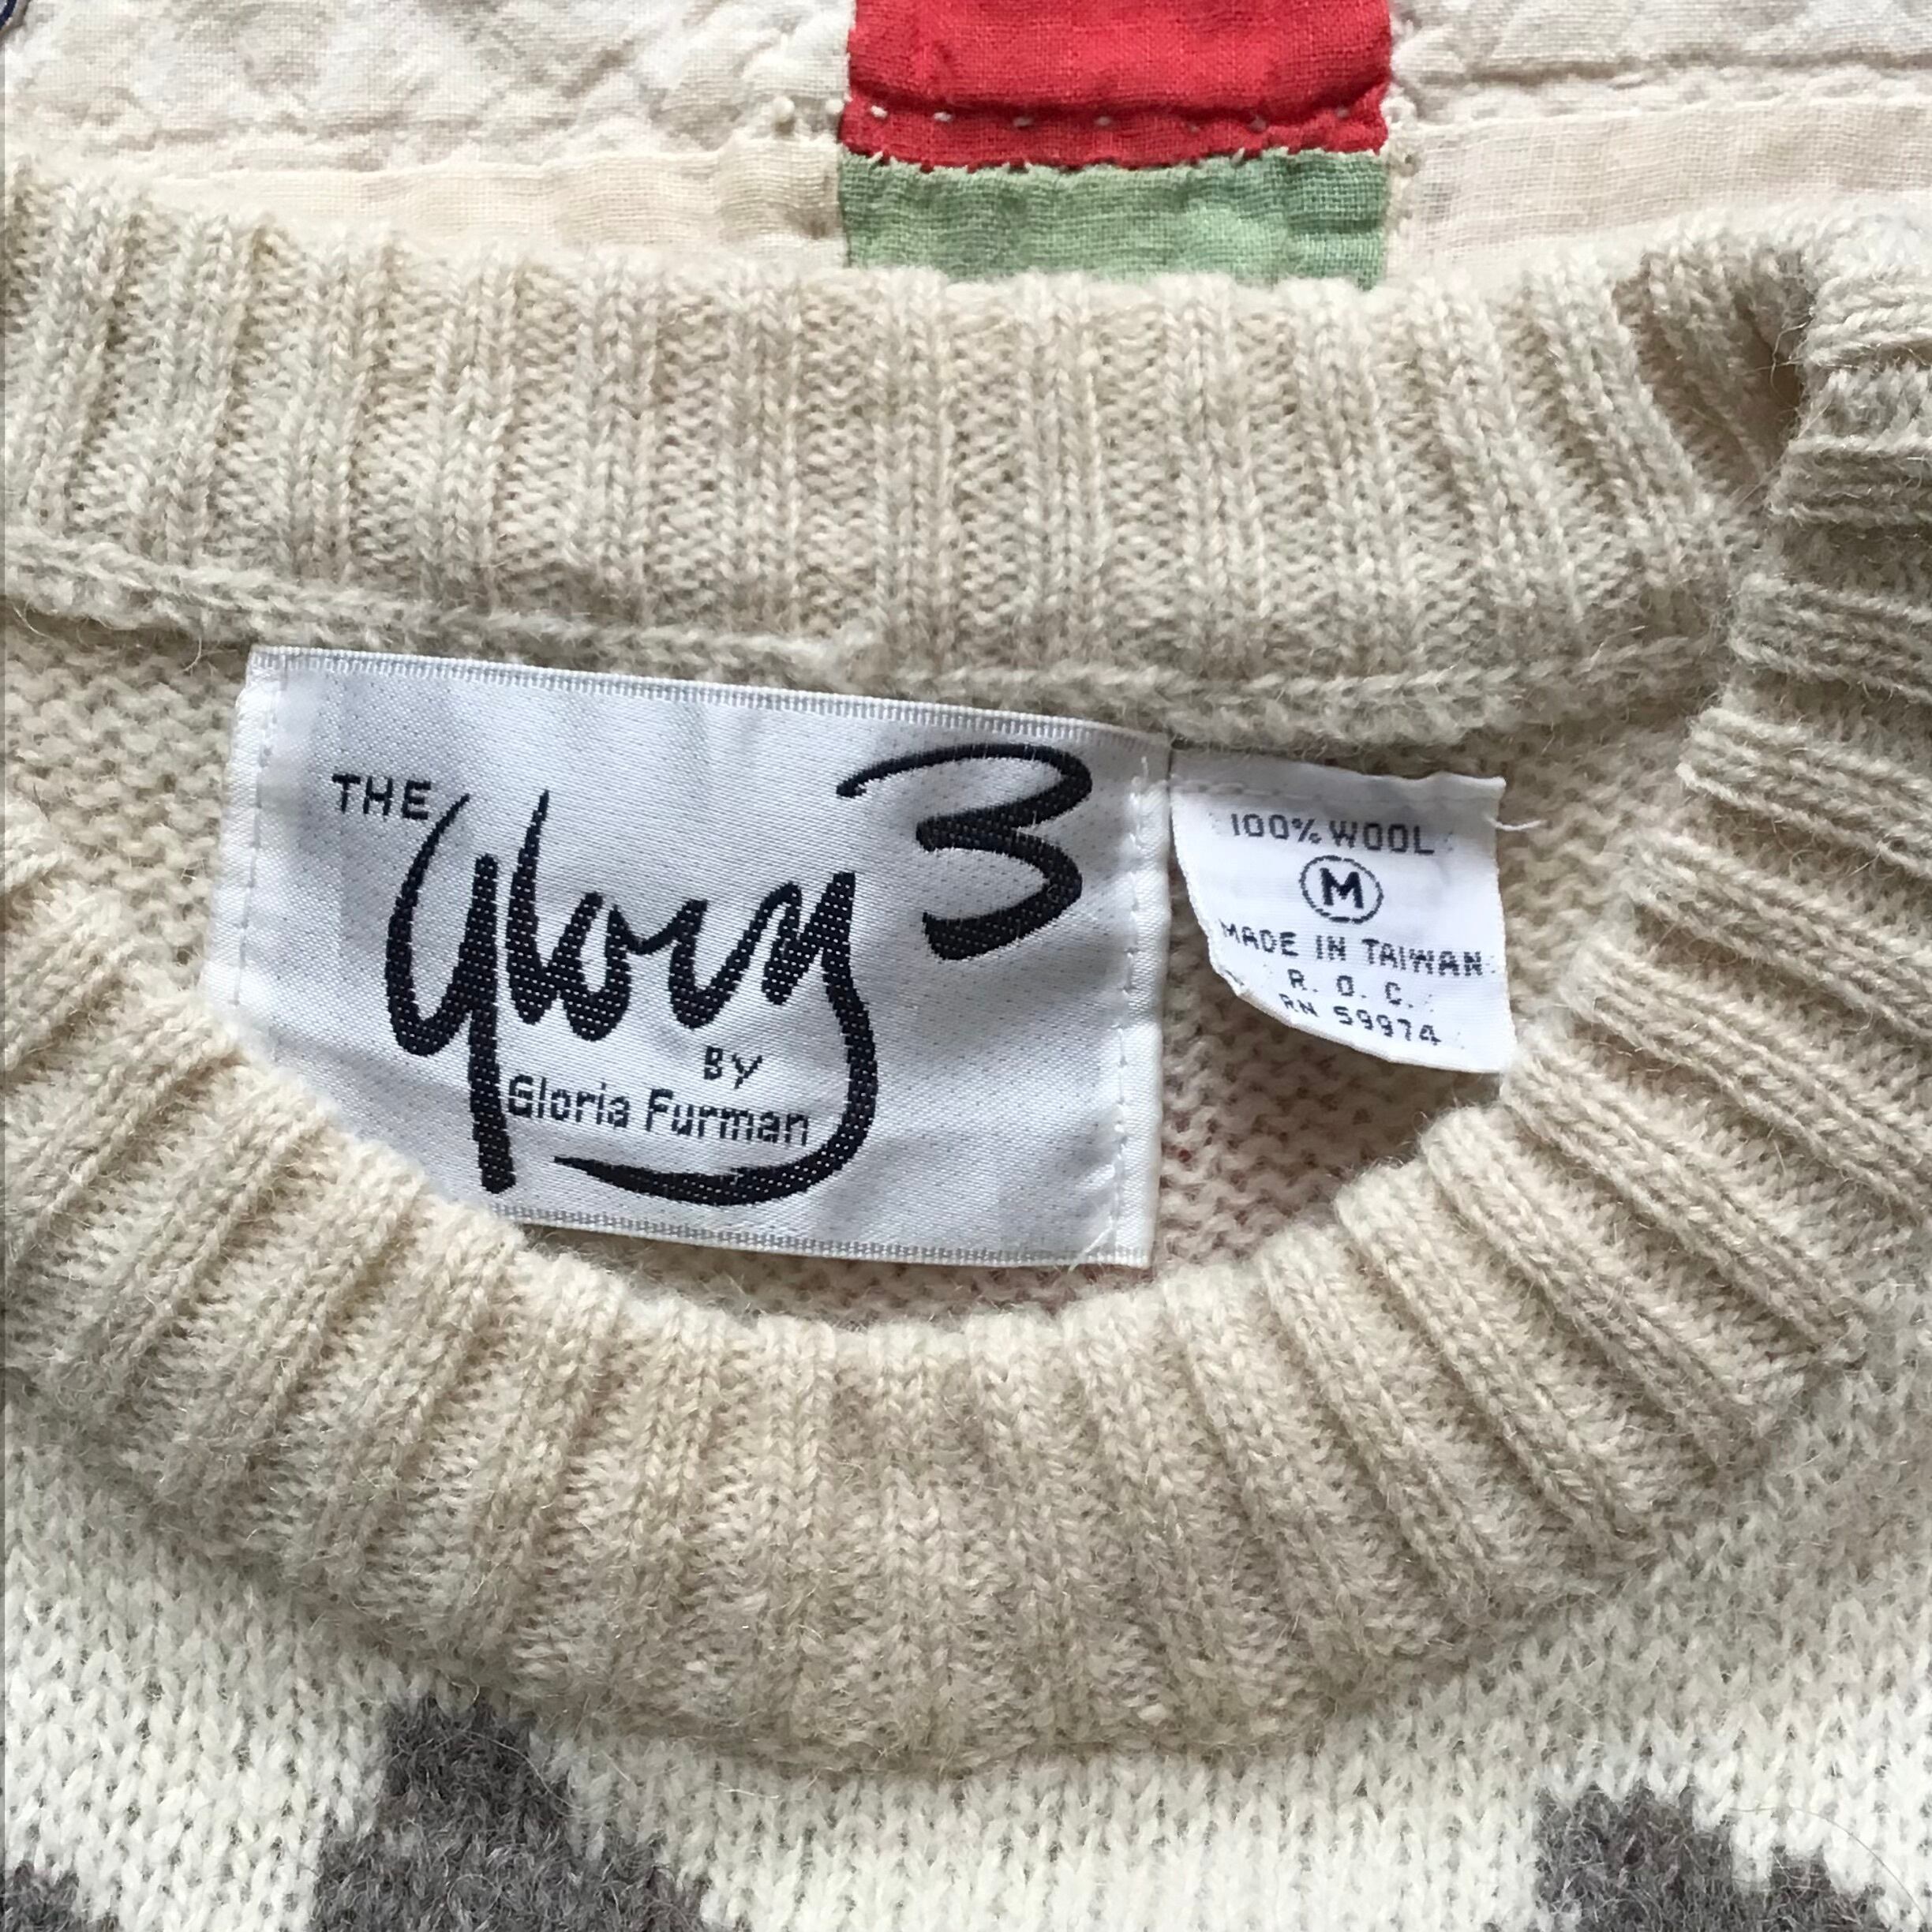 THE glory 3
BY
Gloria Furman
100% WOOL
M
MADE IN TAIWAN
R. O. C.
RN 59974